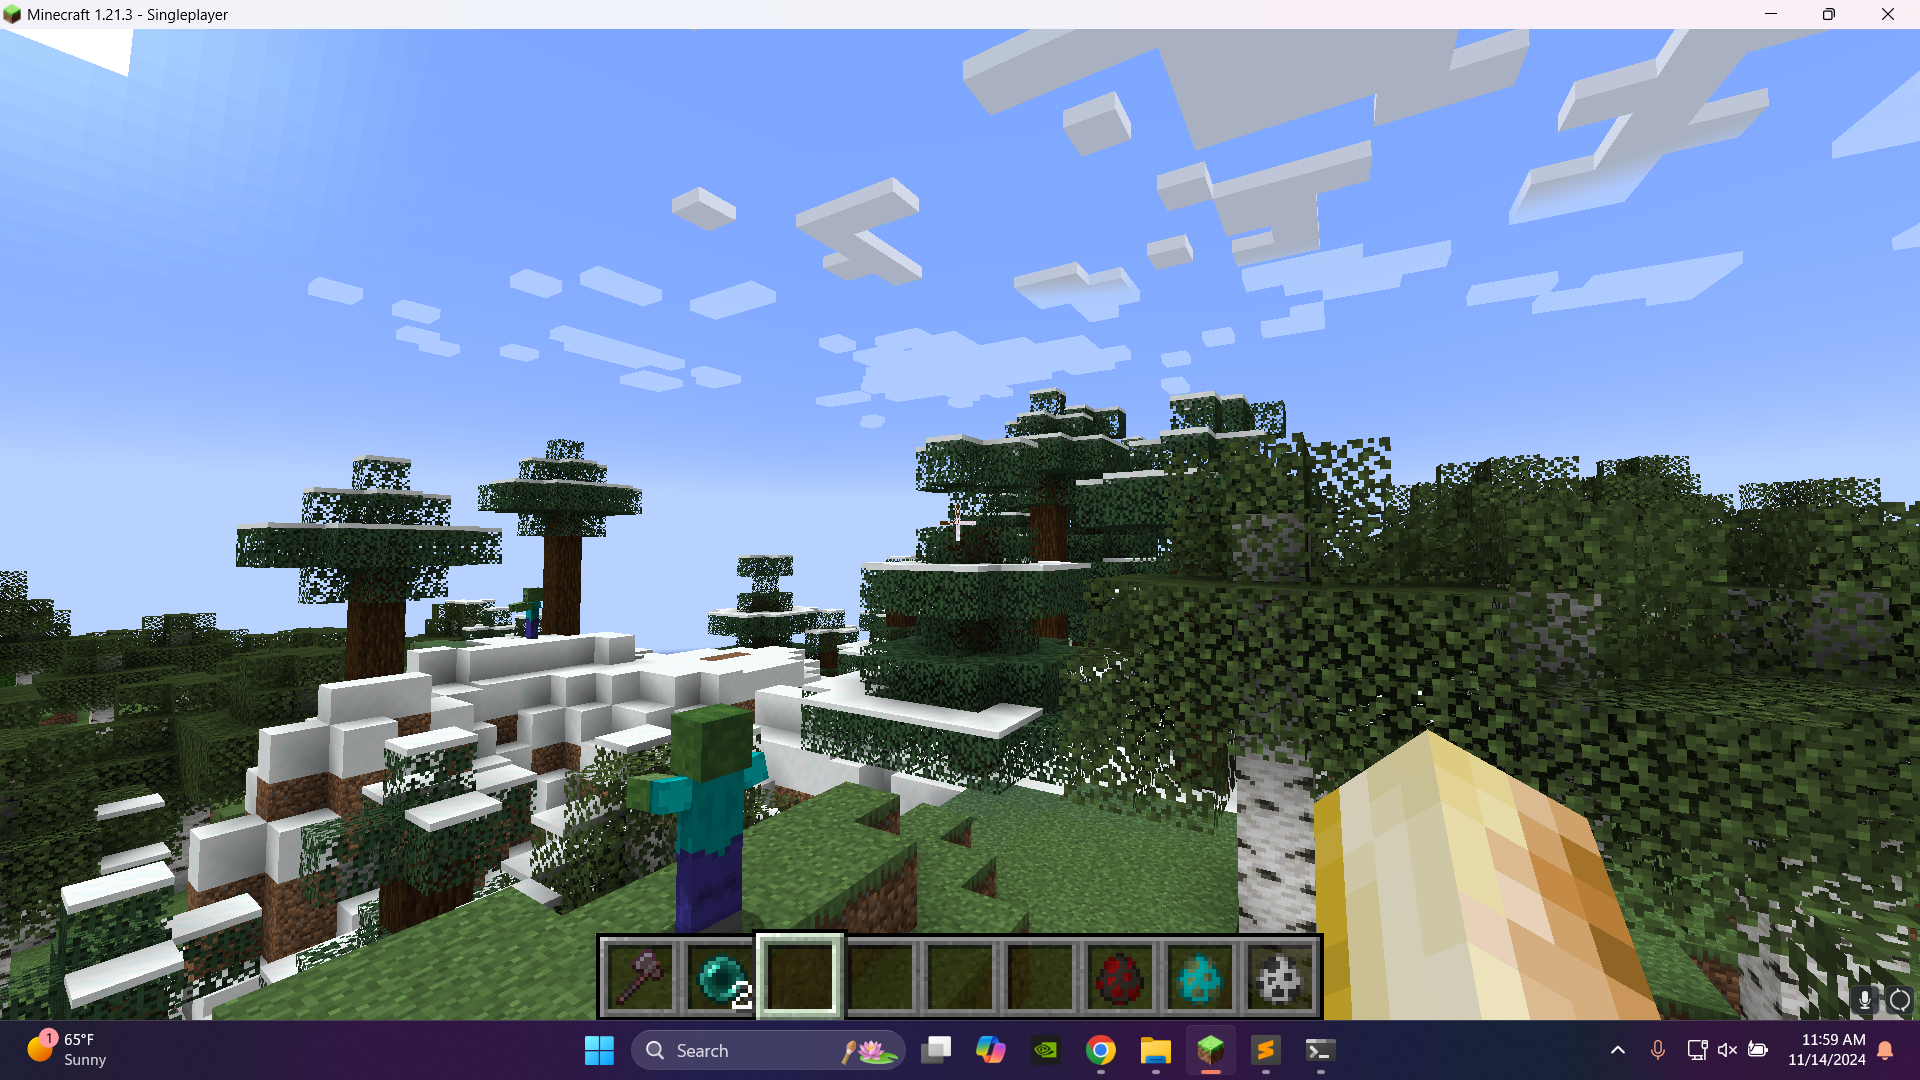 Minecraft 1.21.3 - Singleplayer
2
1
65°F
Sunny
Search
11:59 AM
11/14/2024